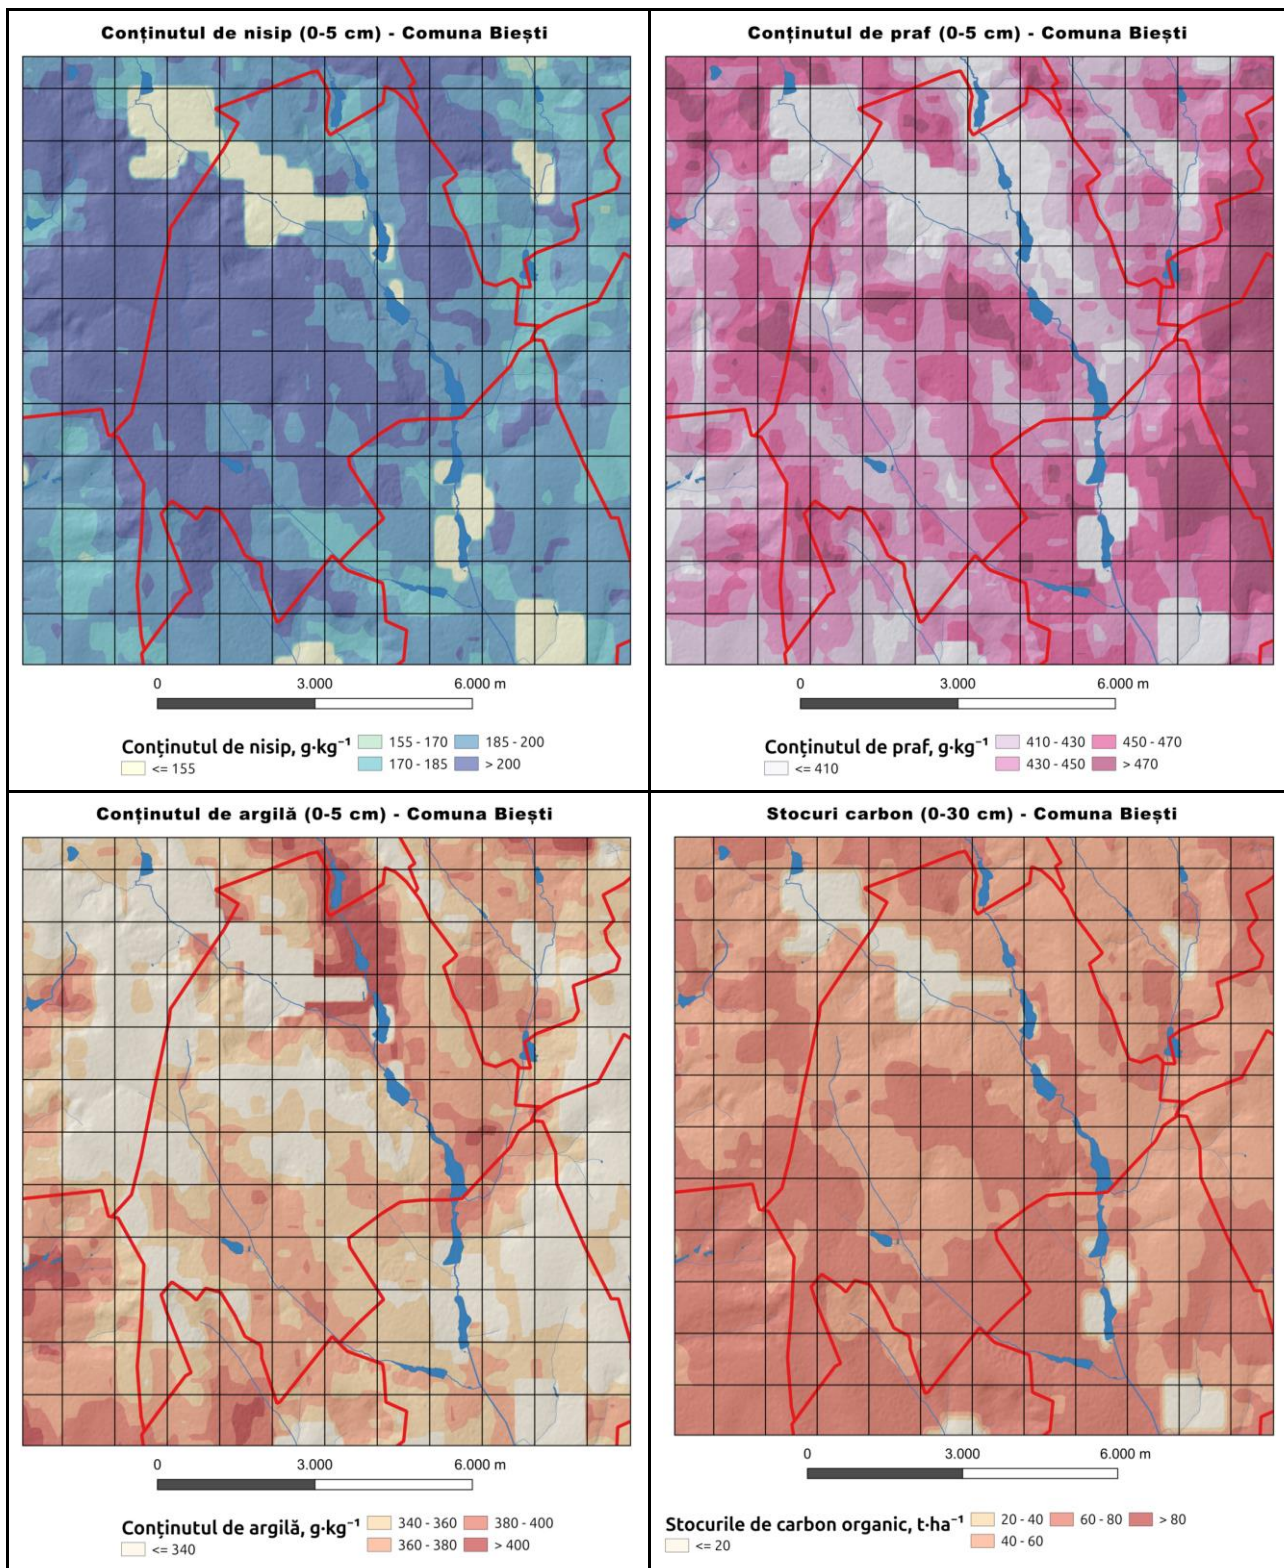 Conținutul de nisip (0-5 cm) - Comuna Biești
0 3.000 6.000 m
Conținutul de nisip, g·kg⁻¹
<= 155
155 - 170
170 - 185
185 - 200
> 200
Conținutul de praf (0-5 cm) - Comuna Biești
0 3.000 6.000 m
Conținutul de praf, g·kg⁻¹
<= 410
410 - 430
430 - 450
450 - 470
> 470
Conținutul de argilă (0-5 cm) - Comuna Biești
0 3.000 6.000 m
Conținutul de argilă, g·kg⁻¹
<= 340
340 - 360
360 - 380
380 - 400
> 400
Stocuri carbon (0-30 cm) - Comuna Biești
0 3.000 6.000 m
Stocurile de carbon organic, t·ha⁻¹
<= 20
20 - 40
40 - 60
60 - 80
> 80